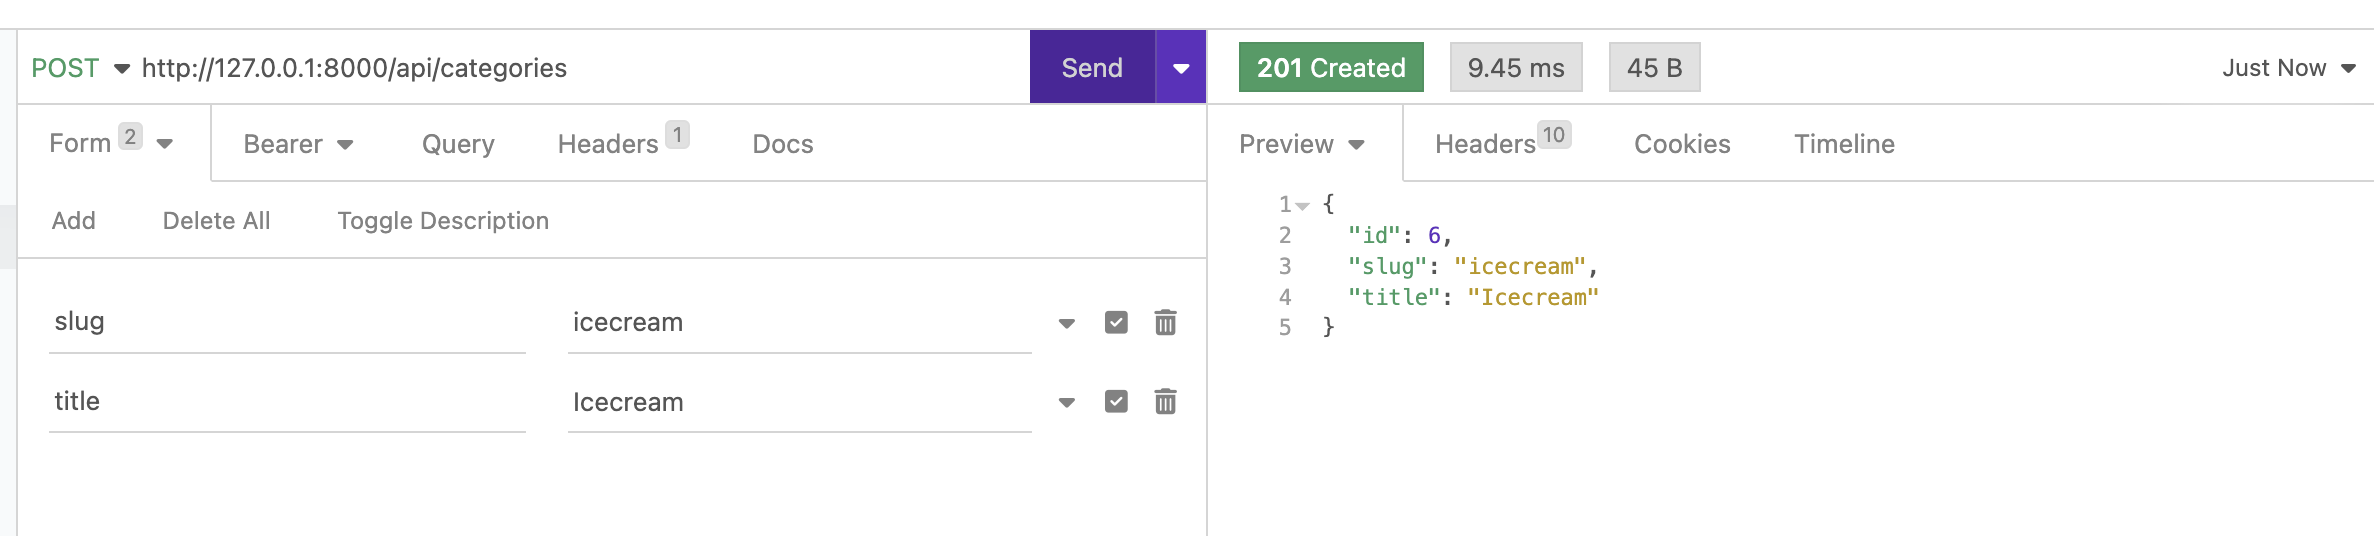 POST http://127.0.0.1:8000/api/categories Send
201 Created 9.45 ms 45 B Just Now
Form 2 Bearer Query Headers 1 Docs
Preview Headers 10 Cookies Timeline
Add Delete All Toggle Description
slug icecream
title Icecream
1 {
2 "id": 6,
3 "slug": "icecream",
4 "title": "Icecream"
5 }